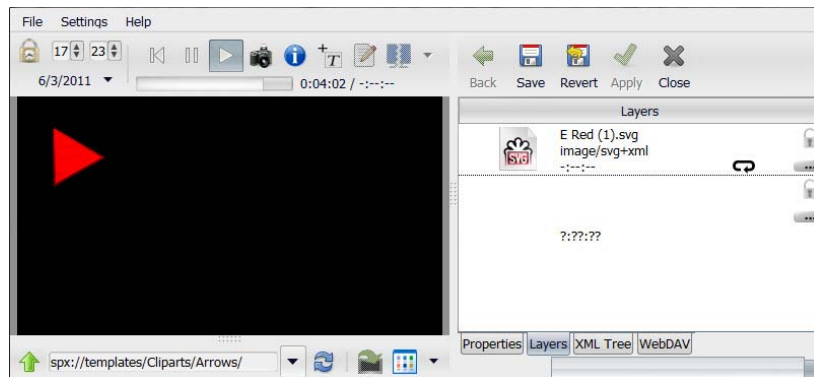 File Settings Help
17 23
6/3/2011
0:04:02 / -:--:--
T
Back Save Revert Apply Close
Layers
E Red (1).svg
image/svg+xml
-:--:--
SVG
?:??:??
Properties Layers XML Tree WebDAV
spx://templates/Cliparts/Arrows/